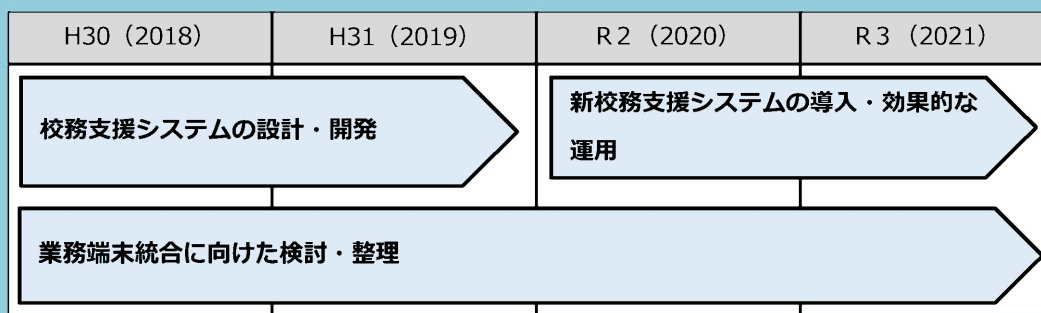 H30（2018）
H31（2019）
R２（2020）
R３（2021）
校務支援システムの設計・開発
新校務支援システムの導入・効果的な
運用
業務端末統合に向けた検討・整理